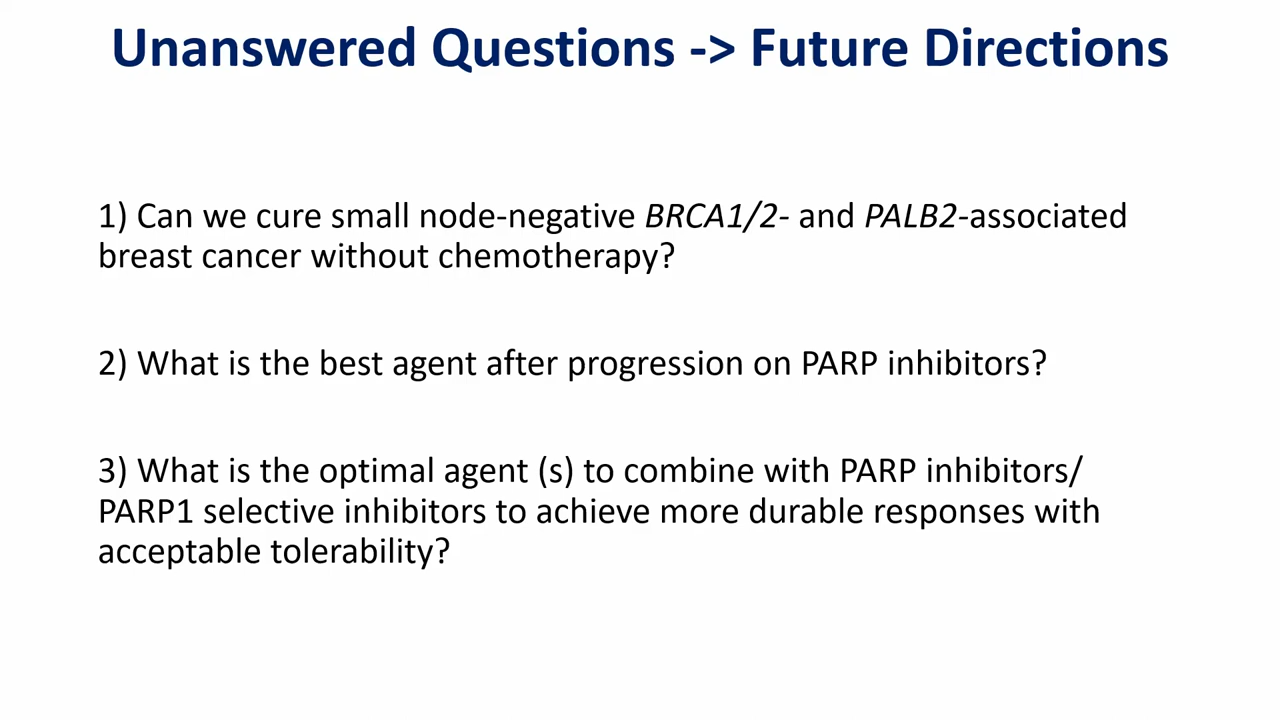 Unanswered Questions -> Future Directions
1) Can we cure small node-negative BRCA1/2- and PALB2-associated
breast cancer without chemotherapy?
2) What is the best agent after progression on PARP inhibitors?
3) What is the optimal agent (s) to combine with PARP inhibitors/
PARP1 selective inhibitors to achieve more durable responses with
acceptable tolerability?